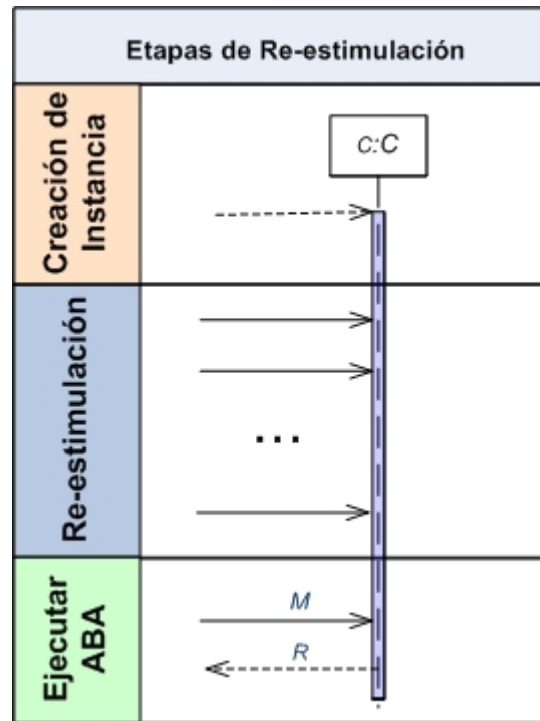 Etapas de Re-estimulación
Creación de
Instancia
c:C
Re-estimulación
...
Ejecutar
ABA
M
R